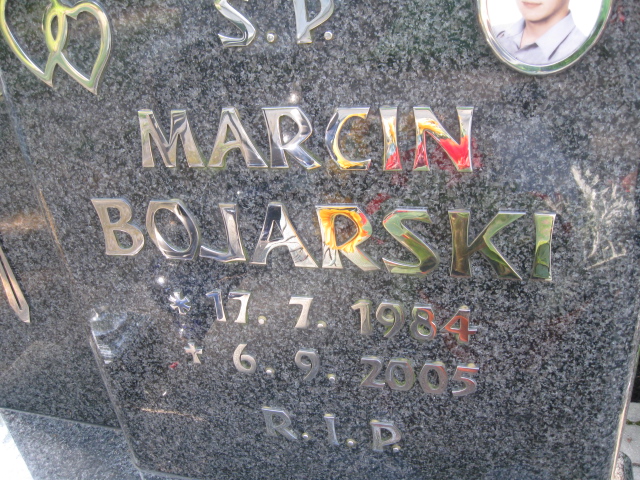 S.P.
MARCIN
BOJARSKI
* 17. 7. 1984
+ 6. 9. 2005
R.I.P.